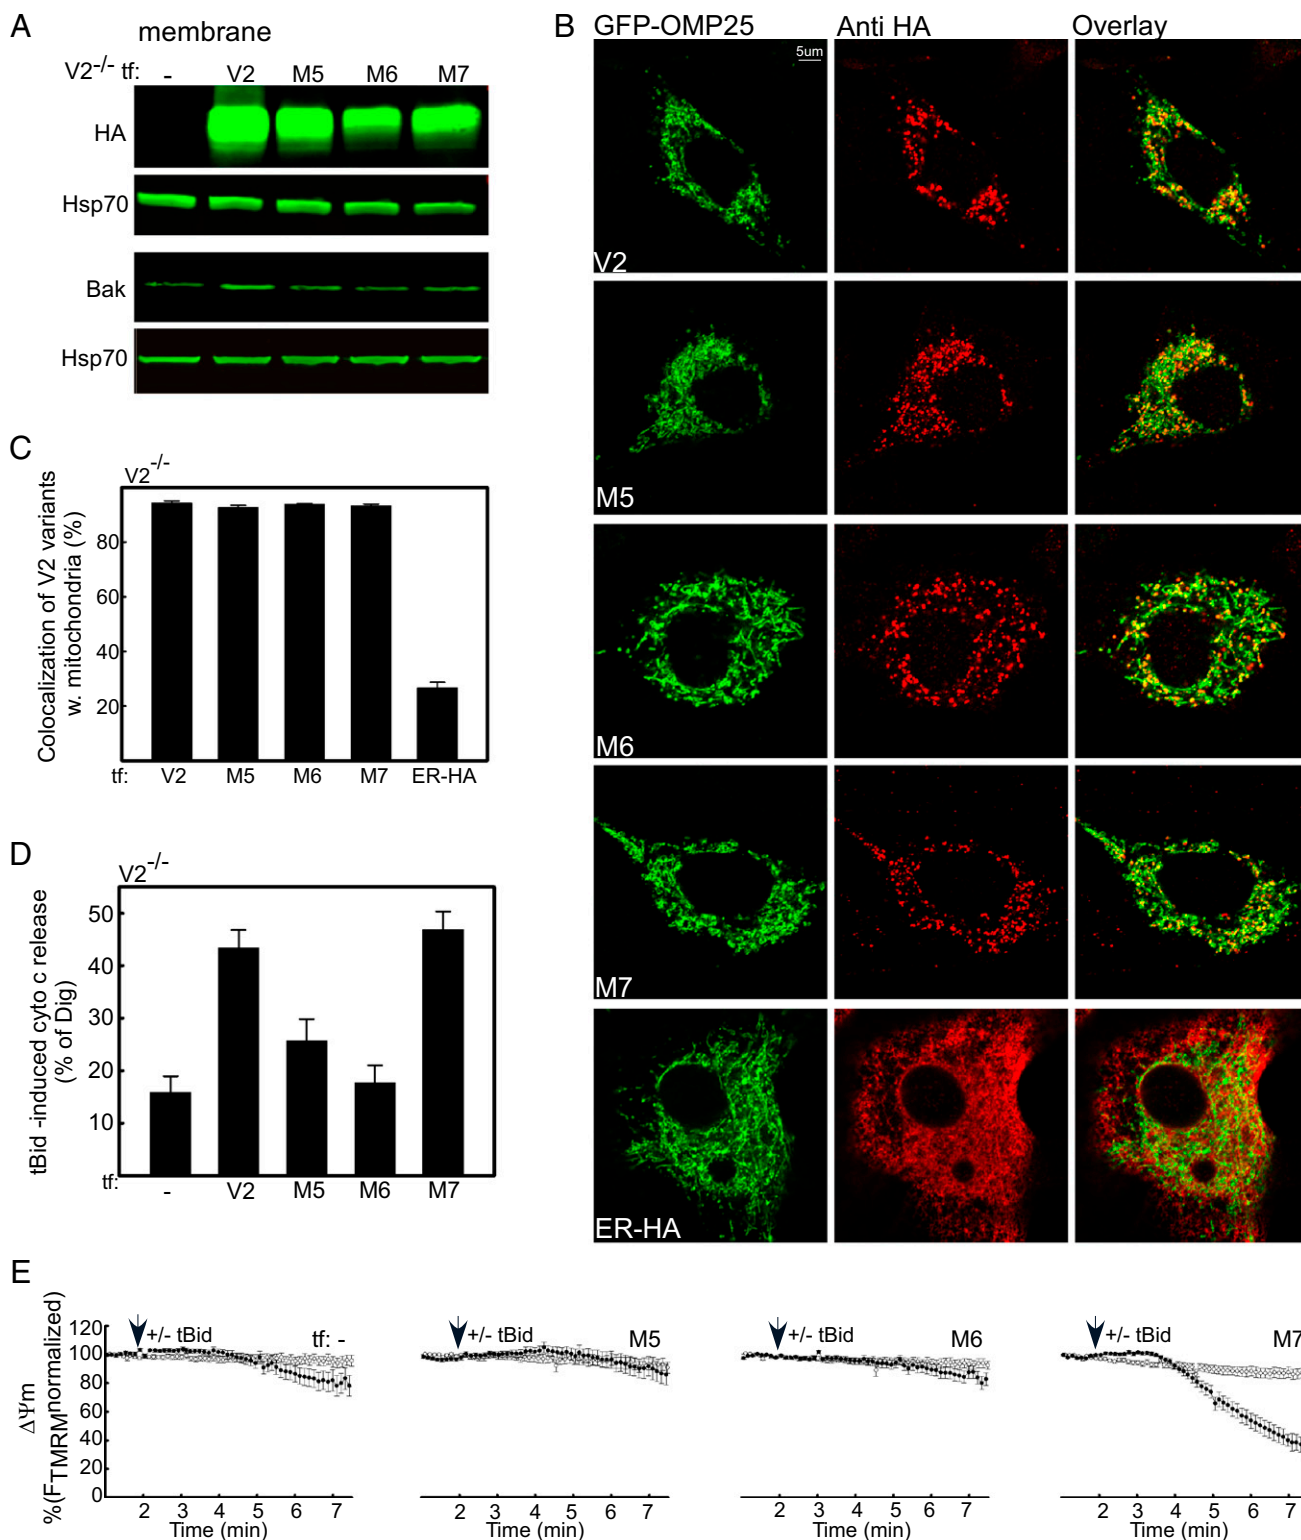 A
membrane
V2-/- tf: - V2 M5 M6 M7
HA
Hsp70
Bak
Hsp70
B
GFP-OMP25 Anti HA Overlay
5um
V2
M5
M6
M7
ER-HA
C
V2-/-
Colocalization of V2 variants
w. mitochondria (%)
80
60
40
20
tf: V2 M5 M6 M7 ER-HA
D
V2-/-
tBid -induced cyto c release
(% of Dig)
50
40
30
20
10
tf: - V2 M5 M6 M7
E
ΔΨm
%(FTMRMnormalized)
120
100
80
60
40
20
0
+/- tBid tf: -
2 3 4 5 6 7
Time (min)
+/- tBid M5
2 3 4 5 6 7
Time (min)
+/- tBid M6
2 3 4 5 6 7
Time (min)
+/- tBid M7
2 3 4 5 6 7
Time (min)